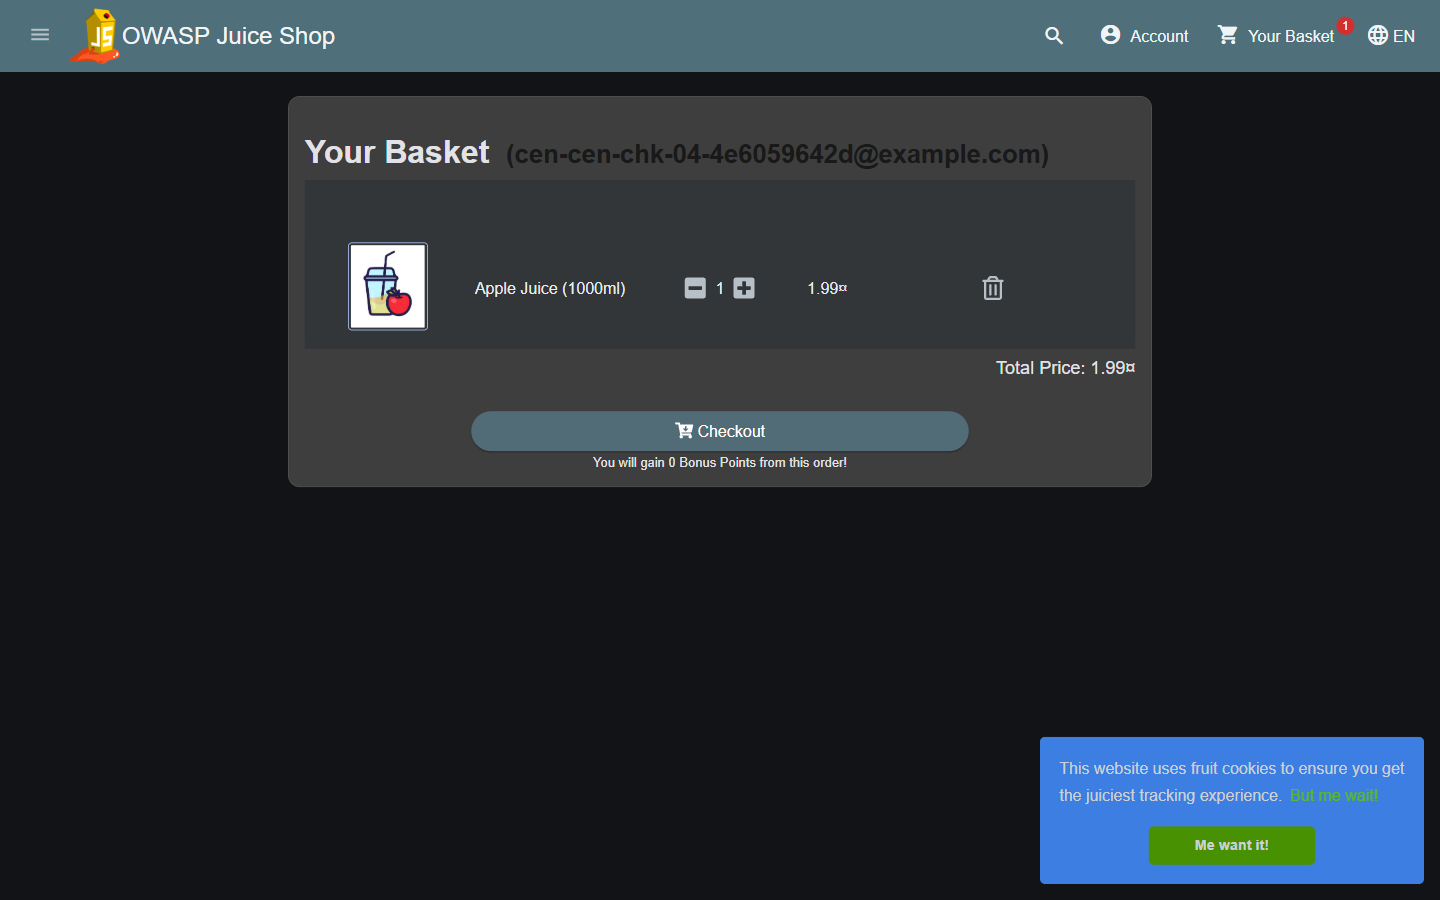 OWASP Juice Shop
Account
Your Basket
1
EN
Your Basket (cen-cen-chk-04-4e6059642d@example.com)
Apple Juice (1000ml)
1
1.99¤
Total Price: 1.99¤
Checkout
You will gain 0 Bonus Points from this order!
This website uses fruit cookies to ensure you get
the juiciest tracking experience. But me wait!
Me want it!